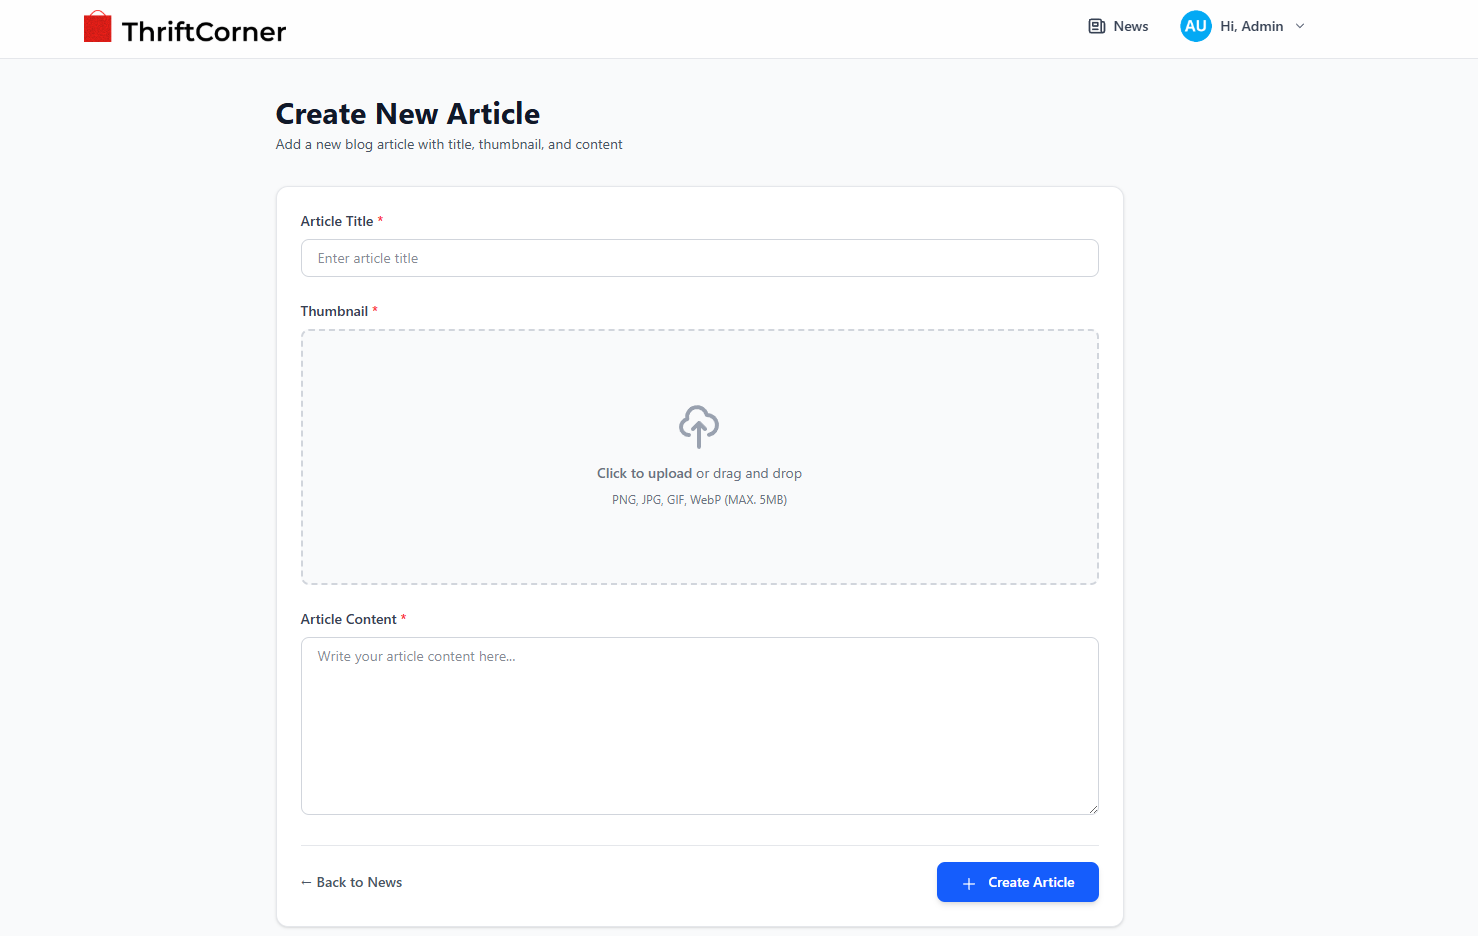 ThriftCorner
News
AU
Hi, Admin
Create New Article
Add a new blog article with title, thumbnail, and content
Article Title *
Enter article title
Thumbnail *
Click to upload or drag and drop
PNG, JPG, GIF, WebP (MAX. 5MB)
Article Content *
Write your article content here...
← Back to News
+ Create Article